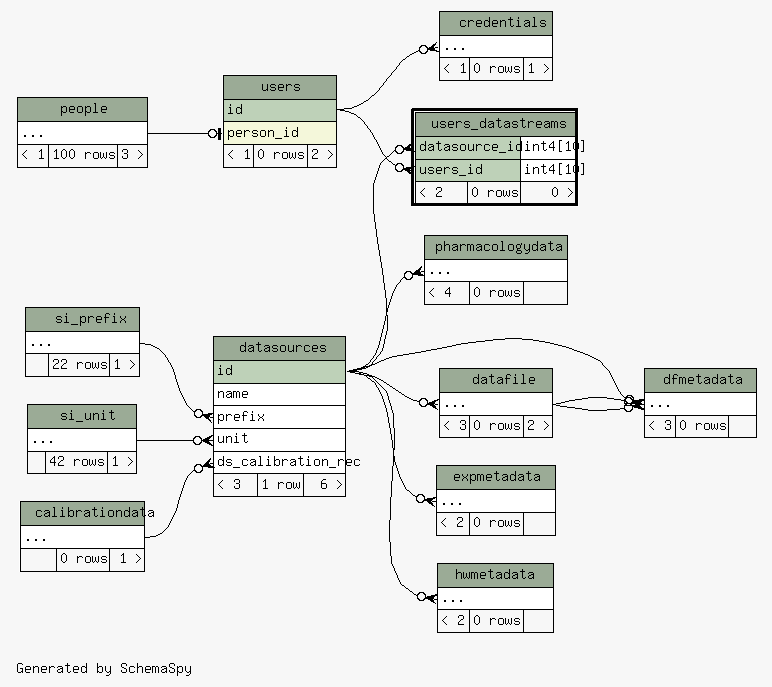 credentials
...
< 1 0 rows 1 >
users
id
person_id
< 1 0 rows 2 >
people
...
< 1 100 rows 3 >
users_datastreams
datasource_id int4[10]
users_id int4[10]
< 2 0 rows 0 >
pharmacologydata
...
< 4 0 rows
si_prefix
...
22 rows 1 >
datasources
id
name
prefix
unit
ds_calibration_rec
< 3 1 row 6 >
datafile
...
< 3 0 rows 2 >
dfmetadata
...
< 3 0 rows
si_unit
...
42 rows 1 >
expmetadata
...
< 2 0 rows
calibrationdata
...
0 rows 1 >
hwmetadata
...
< 2 0 rows
Generated by SchemaSpy